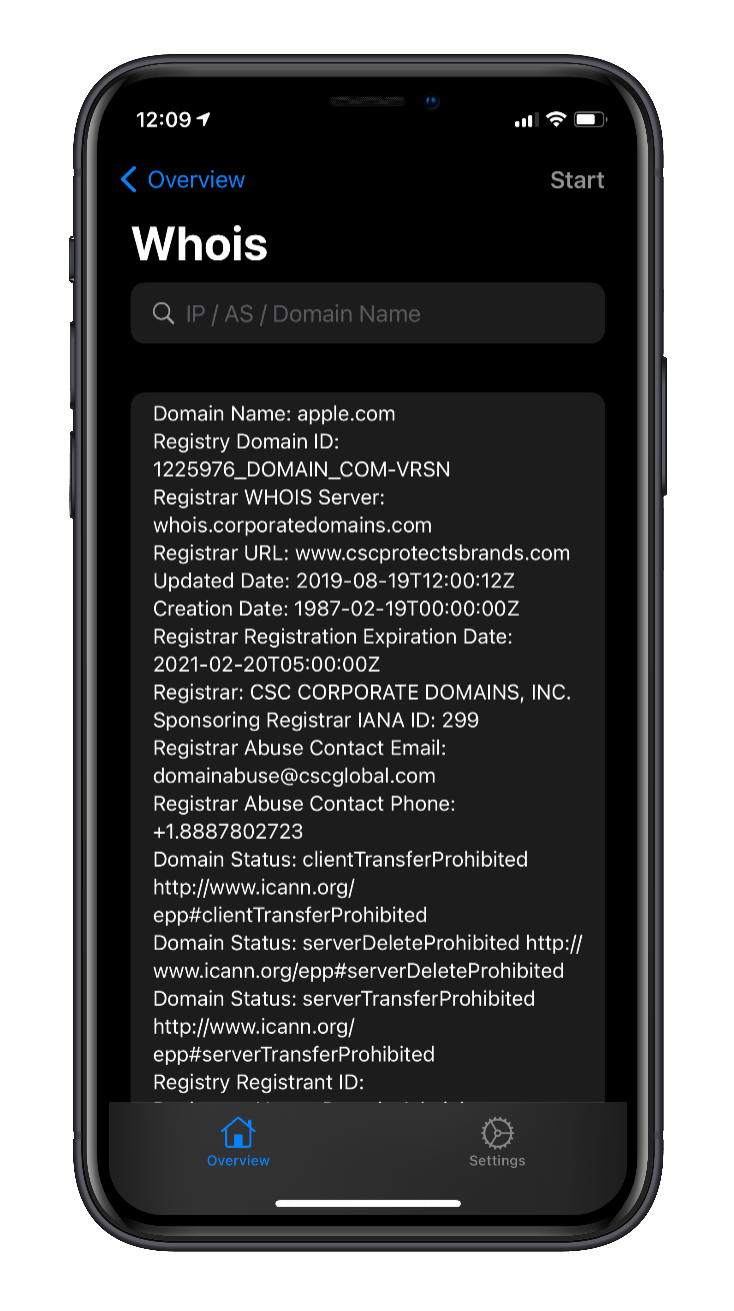 12:09
Overview
Start
Whois
IP / AS / Domain Name
Domain Name: apple.com
Registry Domain ID:
1225976_DOMAIN_COM-VRSN
Registrar WHOIS Server:
whois.corporatedomains.com
Registrar URL: www.cscprotectsbrands.com
Updated Date: 2019-08-19T12:00:12Z
Creation Date: 1987-02-19T00:00:00Z
Registrar Registration Expiration Date:
2021-02-20T05:00:00Z
Registrar: CSC CORPORATE DOMAINS, INC.
Sponsoring Registrar IANA ID: 299
Registrar Abuse Contact Email:
domainabuse@cscglobal.com
Registrar Abuse Contact Phone:
+1.8887802723
Domain Status: clientTransferProhibited
http://www.icann.org/
epp#clientTransferProhibited
Domain Status: serverDeleteProhibited http://
www.icann.org/epp#serverDeleteProhibited
Domain Status: serverTransferProhibited
http://www.icann.org/
epp#serverTransferProhibited
Registry Registrant ID:
Overview
Settings